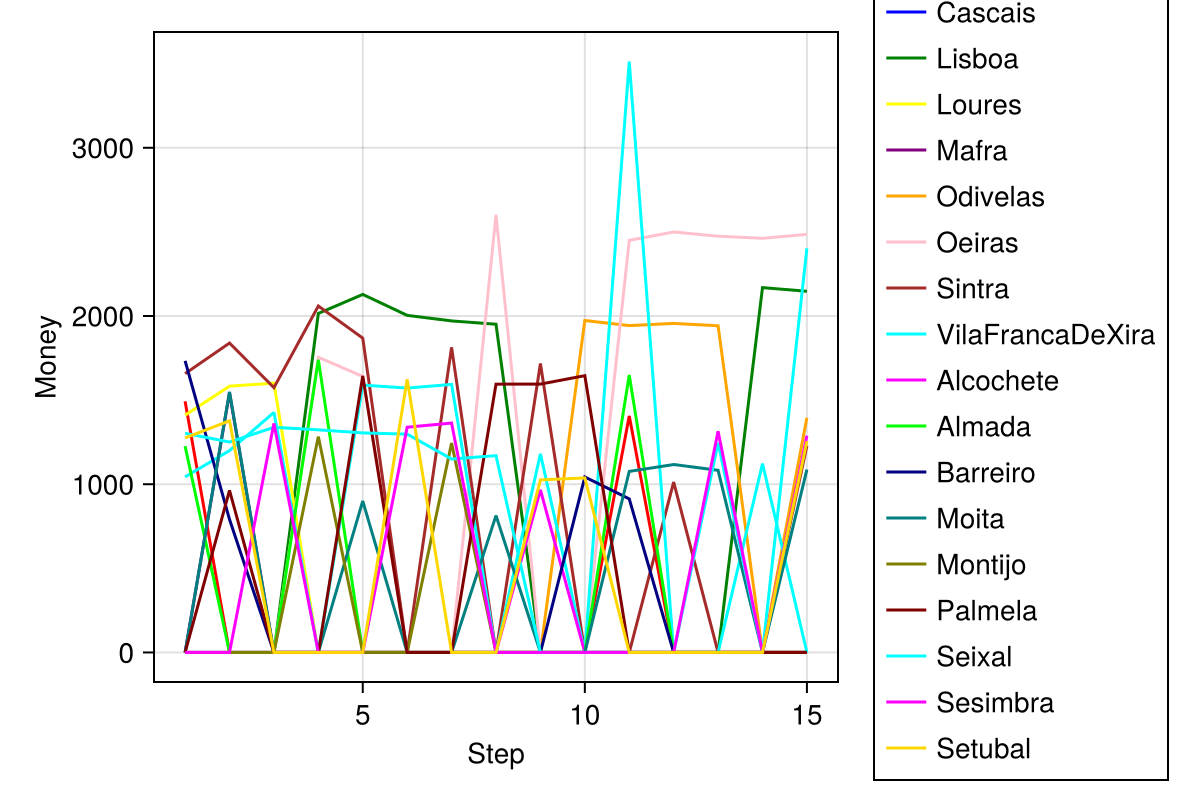 Cascais
Lisboa
Loures
Mafra
Odivelas
Oeiras
Sintra
VilaFrancaDeXira
Alcochete
Almada
Barreiro
Moita
Montijo
Palmela
Seixal
Sesimbra
Setubal
Money
3000
2000
1000
0
5
10
15
Step